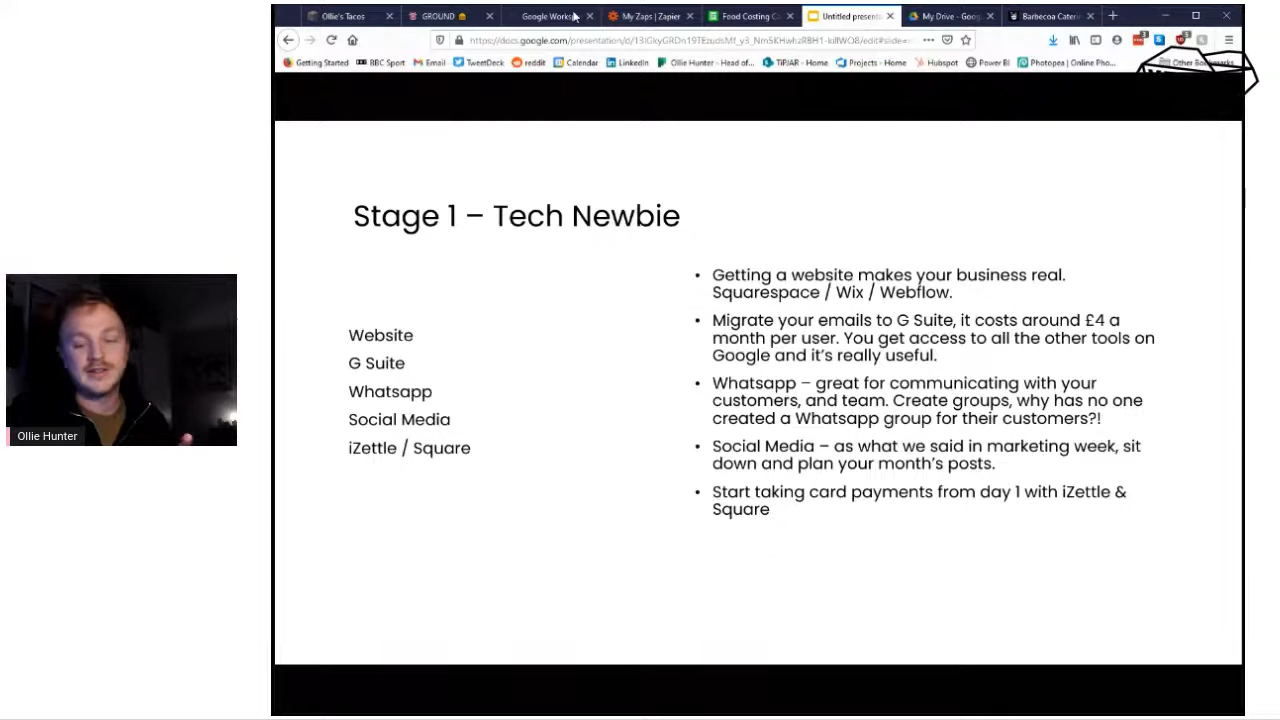 Ollie's Tacos
GROUND
Google Works
My Zaps | Zapier
Food Costing C
Untitled present
My Drive - Goog
Barbecoa Cateri
Getting Started
BBC Sport
Email
TweetDeck
reddit
Calendar
LinkedIn
Ollie Hunter - Head of...
TiPJAR - Home
Projects - Home
Hubspot
Power BI
Photopea | Online Pho...
Other Bookmarks
Stage 1 – Tech Newbie
Website
G Suite
Whatsapp
Social Media
iZettle / Square
• Getting a website makes your business real.
Squarespace / Wix / Webflow.
• Migrate your emails to G Suite, it costs around £4 a
month per user. You get access to all the other tools on
Google and it's really useful.
• Whatsapp – great for communicating with your
customers, and team. Create groups, why has no one
created a Whatsapp group for their customers?!
• Social Media – as what we said in marketing week, sit
down and plan your month's posts.
• Start taking card payments from day 1 with iZettle &
Square
Ollie Hunter